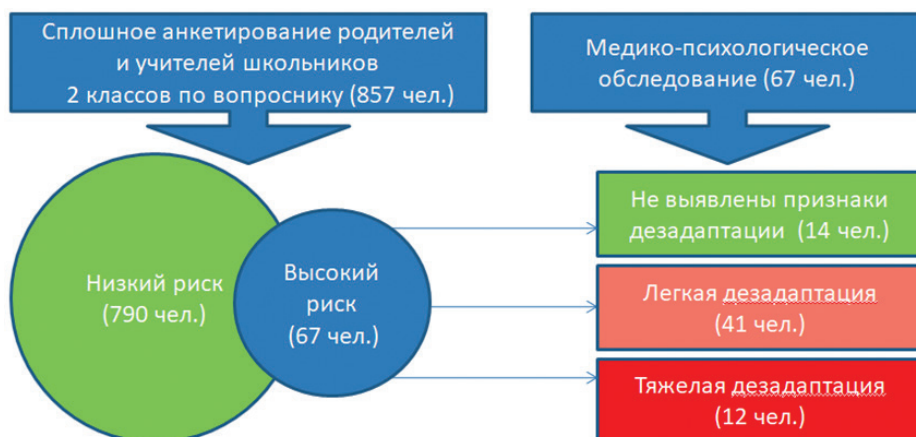 Сплошное анкетирование родителей
и учителей школьников
2 классов по вопроснику (857 чел.)
Медико-психологическое
обследование (67 чел.)
Низкий риск
(790 чел.)
Высокий
риск
(67 чел.)
Не выявлены признаки
дезадаптации (14 чел.)
Легкая дезадаптация
(41 чел.)
Тяжелая дезадаптация
(12 чел.)